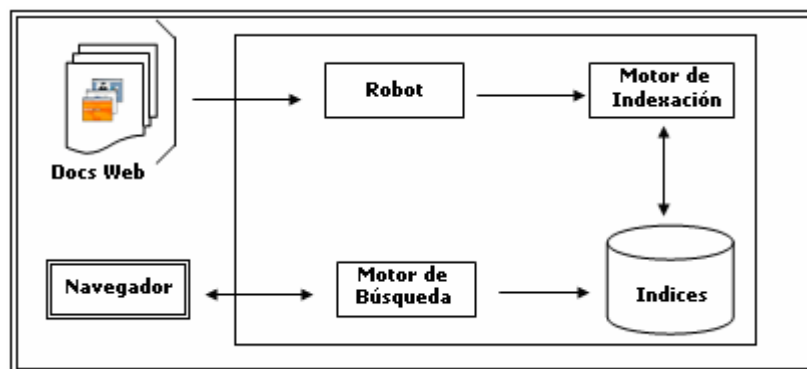 Robot
Motor de
Indexación
Docs Web
Navegador
Motor de
Búsqueda
Indices